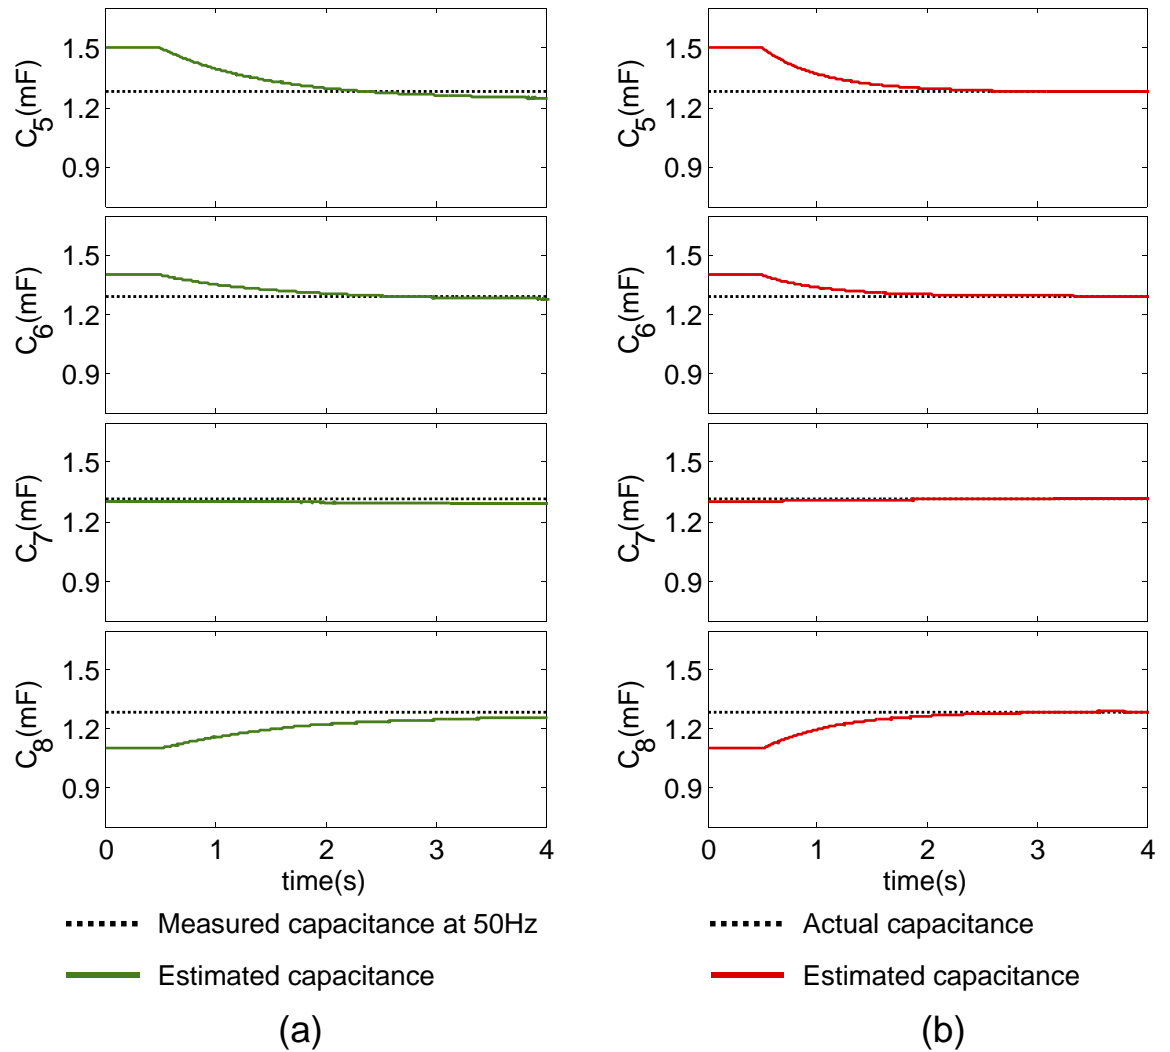 C5(mF)
1.5
1.2
0.9
C6(mF)
1.5
1.2
0.9
C7(mF)
1.5
1.2
0.9
C8(mF)
1.5
1.2
0.9
0 1 2 3 4
time(s)
Measured capacitance at 50Hz
Estimated capacitance
(a)
C5(mF)
1.5
1.2
0.9
C6(mF)
1.5
1.2
0.9
C7(mF)
1.5
1.2
0.9
C8(mF)
1.5
1.2
0.9
0 1 2 3 4
time(s)
Actual capacitance
Estimated capacitance
(b)